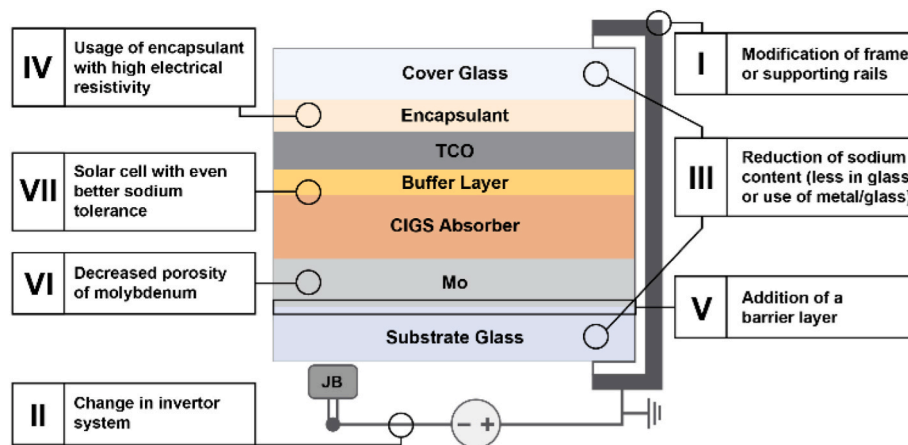 IV
Usage of encapsulant
with high electrical
resistivity
VII
Solar cell with even
better sodium
tolerance
VI
Decreased porosity
of molybdenum
II
Change in invertor
system
Cover Glass
Encapsulant
TCO
Buffer Layer
CIGS Absorber
Mo
Substrate Glass
JB
- +
I
Modification of frame
or supporting rails
III
Reduction of sodium
content (less in glass
or use of metal/glass)
V
Addition of a
barrier layer